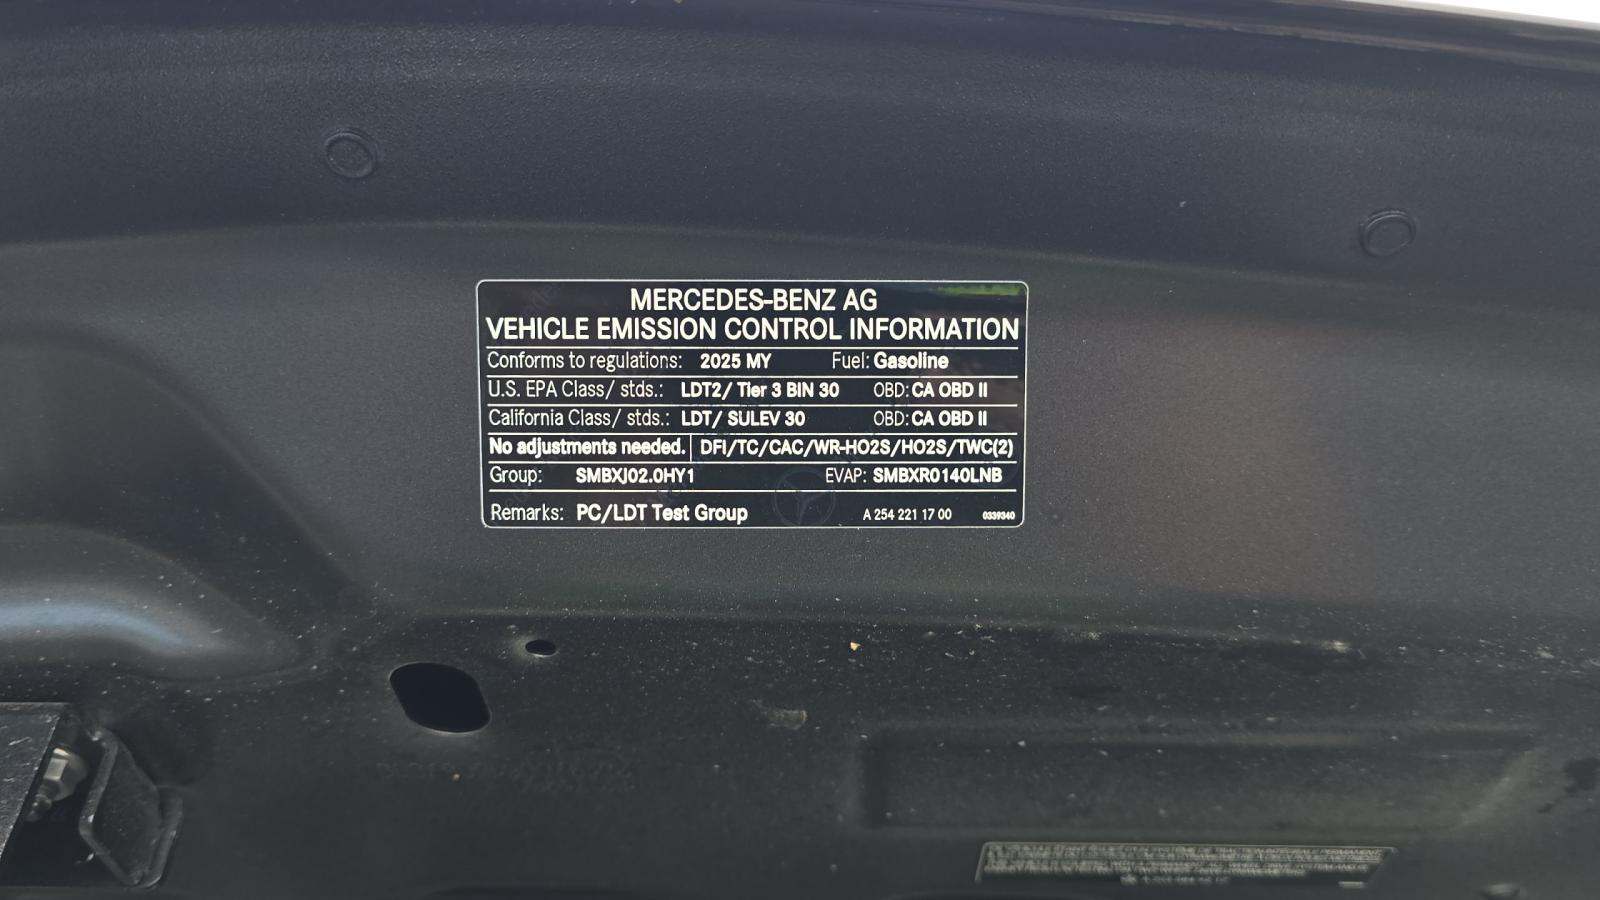 MERCEDES-BENZ AG
VEHICLE EMISSION CONTROL INFORMATION
Conforms to regulations: 2025 MY Fuel: Gasoline
U.S. EPA Class/ stds.: LDT2/ Tier 3 BIN 30 OBD: CA OBD II
California Class/ stds.: LDT/ SULEV 30 OBD: CA OBD II
No adjustments needed. DFI/TC/CAC/WR-HO2S/HO2S/TWC(2)
Group: SMBXJ02.0HY1 EVAP: SMBXR0140LNB
Remarks: PC/LDT Test Group A 254 221 17 00 0339340